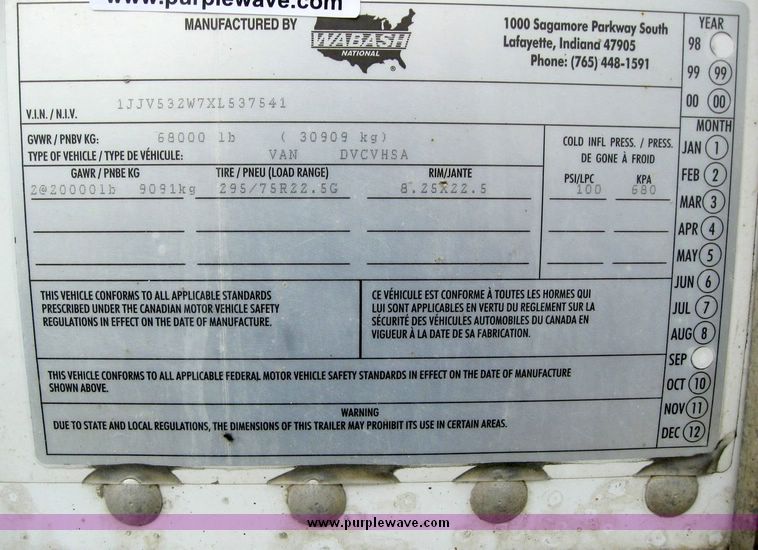 www.purplewave.com
MANUFACTURED BY
WABASH
NATIONAL
®
1000 Sagamore Parkway South
Lafayette, Indiana 47905
Phone: (765) 448-1591
V.I.N. / N.I.V. 1JJV532W7XL537541
GVWR / PNBV KG: 68000 lb ( 30909 kg)
TYPE OF VEHICLE / TYPE DE VÉHICULE: VAN DVCVHSA
COLD INFL PRESS. / PRESS.
DE GONE À FROID
GAWR / PNBE KG TIRE / PNEU (LOAD RANGE) RIM/JANTE PSI/LPC KPA
2@20000lb 9091kg 295/75R22.5G 8.25X22.5 100 680
THIS VEHICLE CONFORMS TO ALL APPLICABLE STANDARDS
PRESCRIBED UNDER THE CANADIAN MOTOR VEHICLE SAFETY
REGULATIONS IN EFFECT ON THE DATE OF MANUFACTURE.
CE VÉHICULE EST CONFORME À TOUTES LES HORMES QUI
LUI SONT APPLICABLES EN VERTU DU REGLEMENT SUR LA
SÉCURITÉ DES VÉHICULES AUTOMOBILES DU CANADA EN
VIGUEUR À LA DATE DE SA FABRICATION.
THIS VEHICLE CONFORMS TO ALL APPLICABLE FEDERAL MOTOR VEHICLE SAFETY STANDARDS IN EFFECT ON THE DATE OF MANUFACTURE
SHOWN ABOVE.
WARNING
DUE TO STATE AND LOCAL REGULATIONS, THE DIMENSIONS OF THIS TRAILER MAY PROHIBIT ITS USE IN CERTAIN AREAS.
YEAR
98
99 99
00 00
MONTH
JAN 1
FEB 2
MAR 3
APR 4
MAY 5
JUN 6
JUL 7
AUG 8
SEP
OCT 10
NOV 11
DEC 12
www.purplewave.com